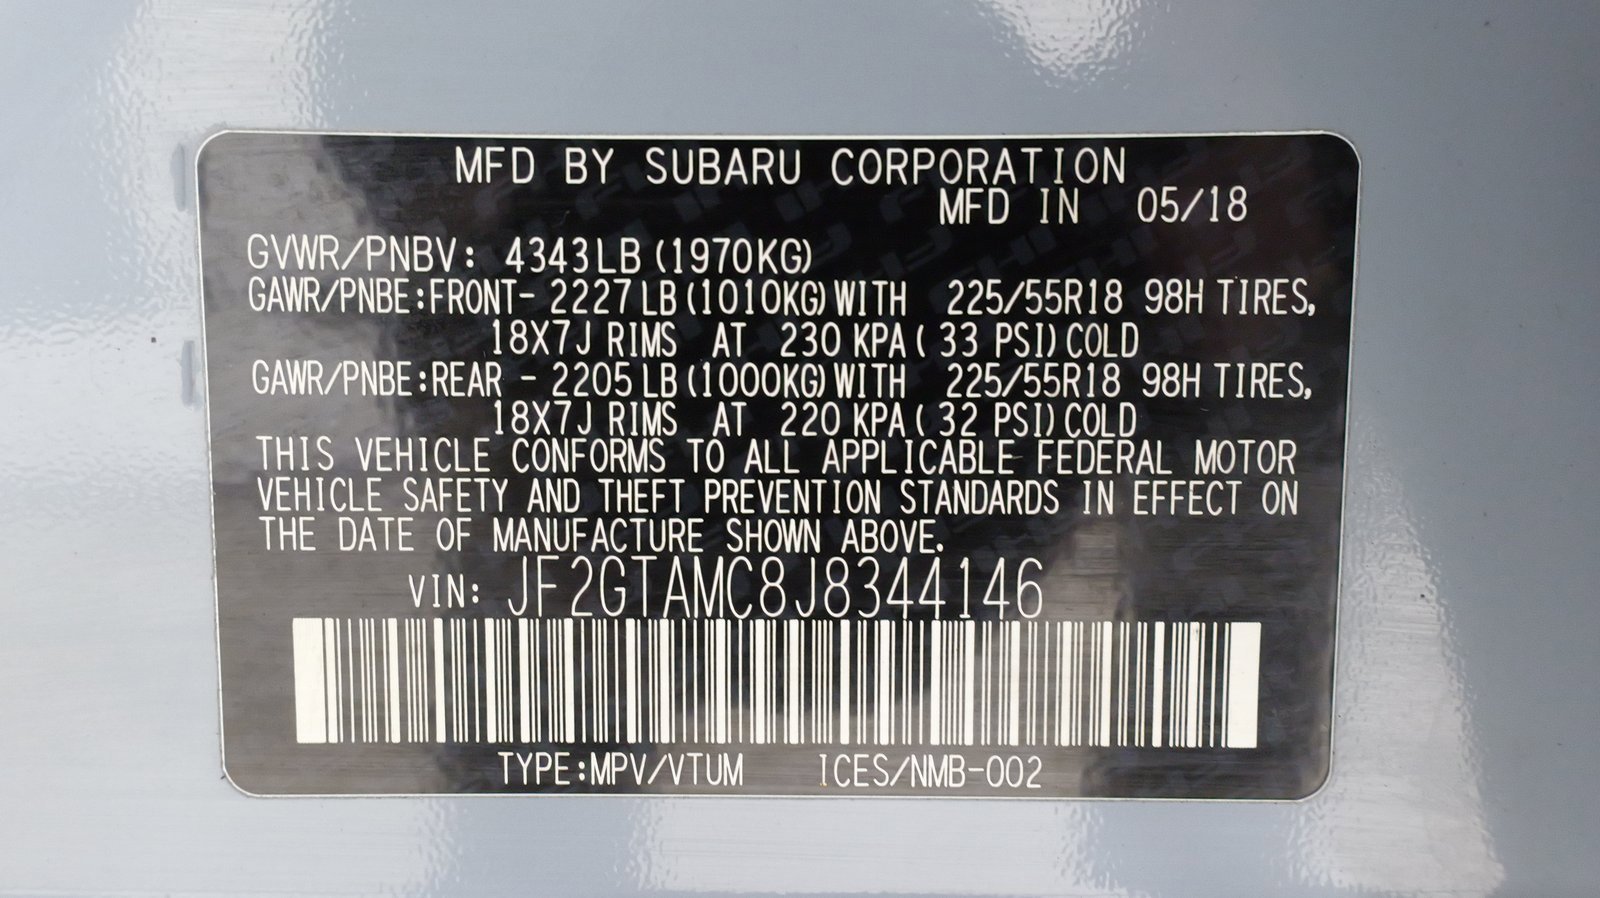 MFD BY SUBARU CORPORATION
MFD IN 05/18
GVWR/PNBV: 4343LB (1970KG)
GAWR/PNBE:FRONT- 2227 LB (1010KG) WITH 225/55R18 98H TIRES,
18X7J RIMS AT 230 KPA ( 33 PSI) COLD
GAWR/PNBE:REAR - 2205 LB (1000KG) WITH 225/55R18 98H TIRES,
18X7J RIMS AT 220 KPA ( 32 PSI) COLD
THIS VEHICLE CONFORMS TO ALL APPLICABLE FEDERAL MOTOR
VEHICLE SAFETY AND THEFT PREVENTION STANDARDS IN EFFECT ON
THE DATE OF MANUFACTURE SHOWN ABOVE.
VIN: JF2GTAMC8J8344146
TYPE:MPV/VTUM ICES/NMB-002